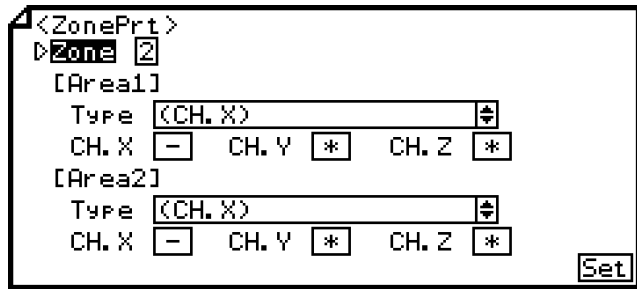 <ZonePrt>
Zone 2
[Area1]
Type (CH.X)
CH.X - CH.Y * CH.Z *
[Area2]
Type (CH.X)
CH.X - CH.Y * CH.Z *
Set